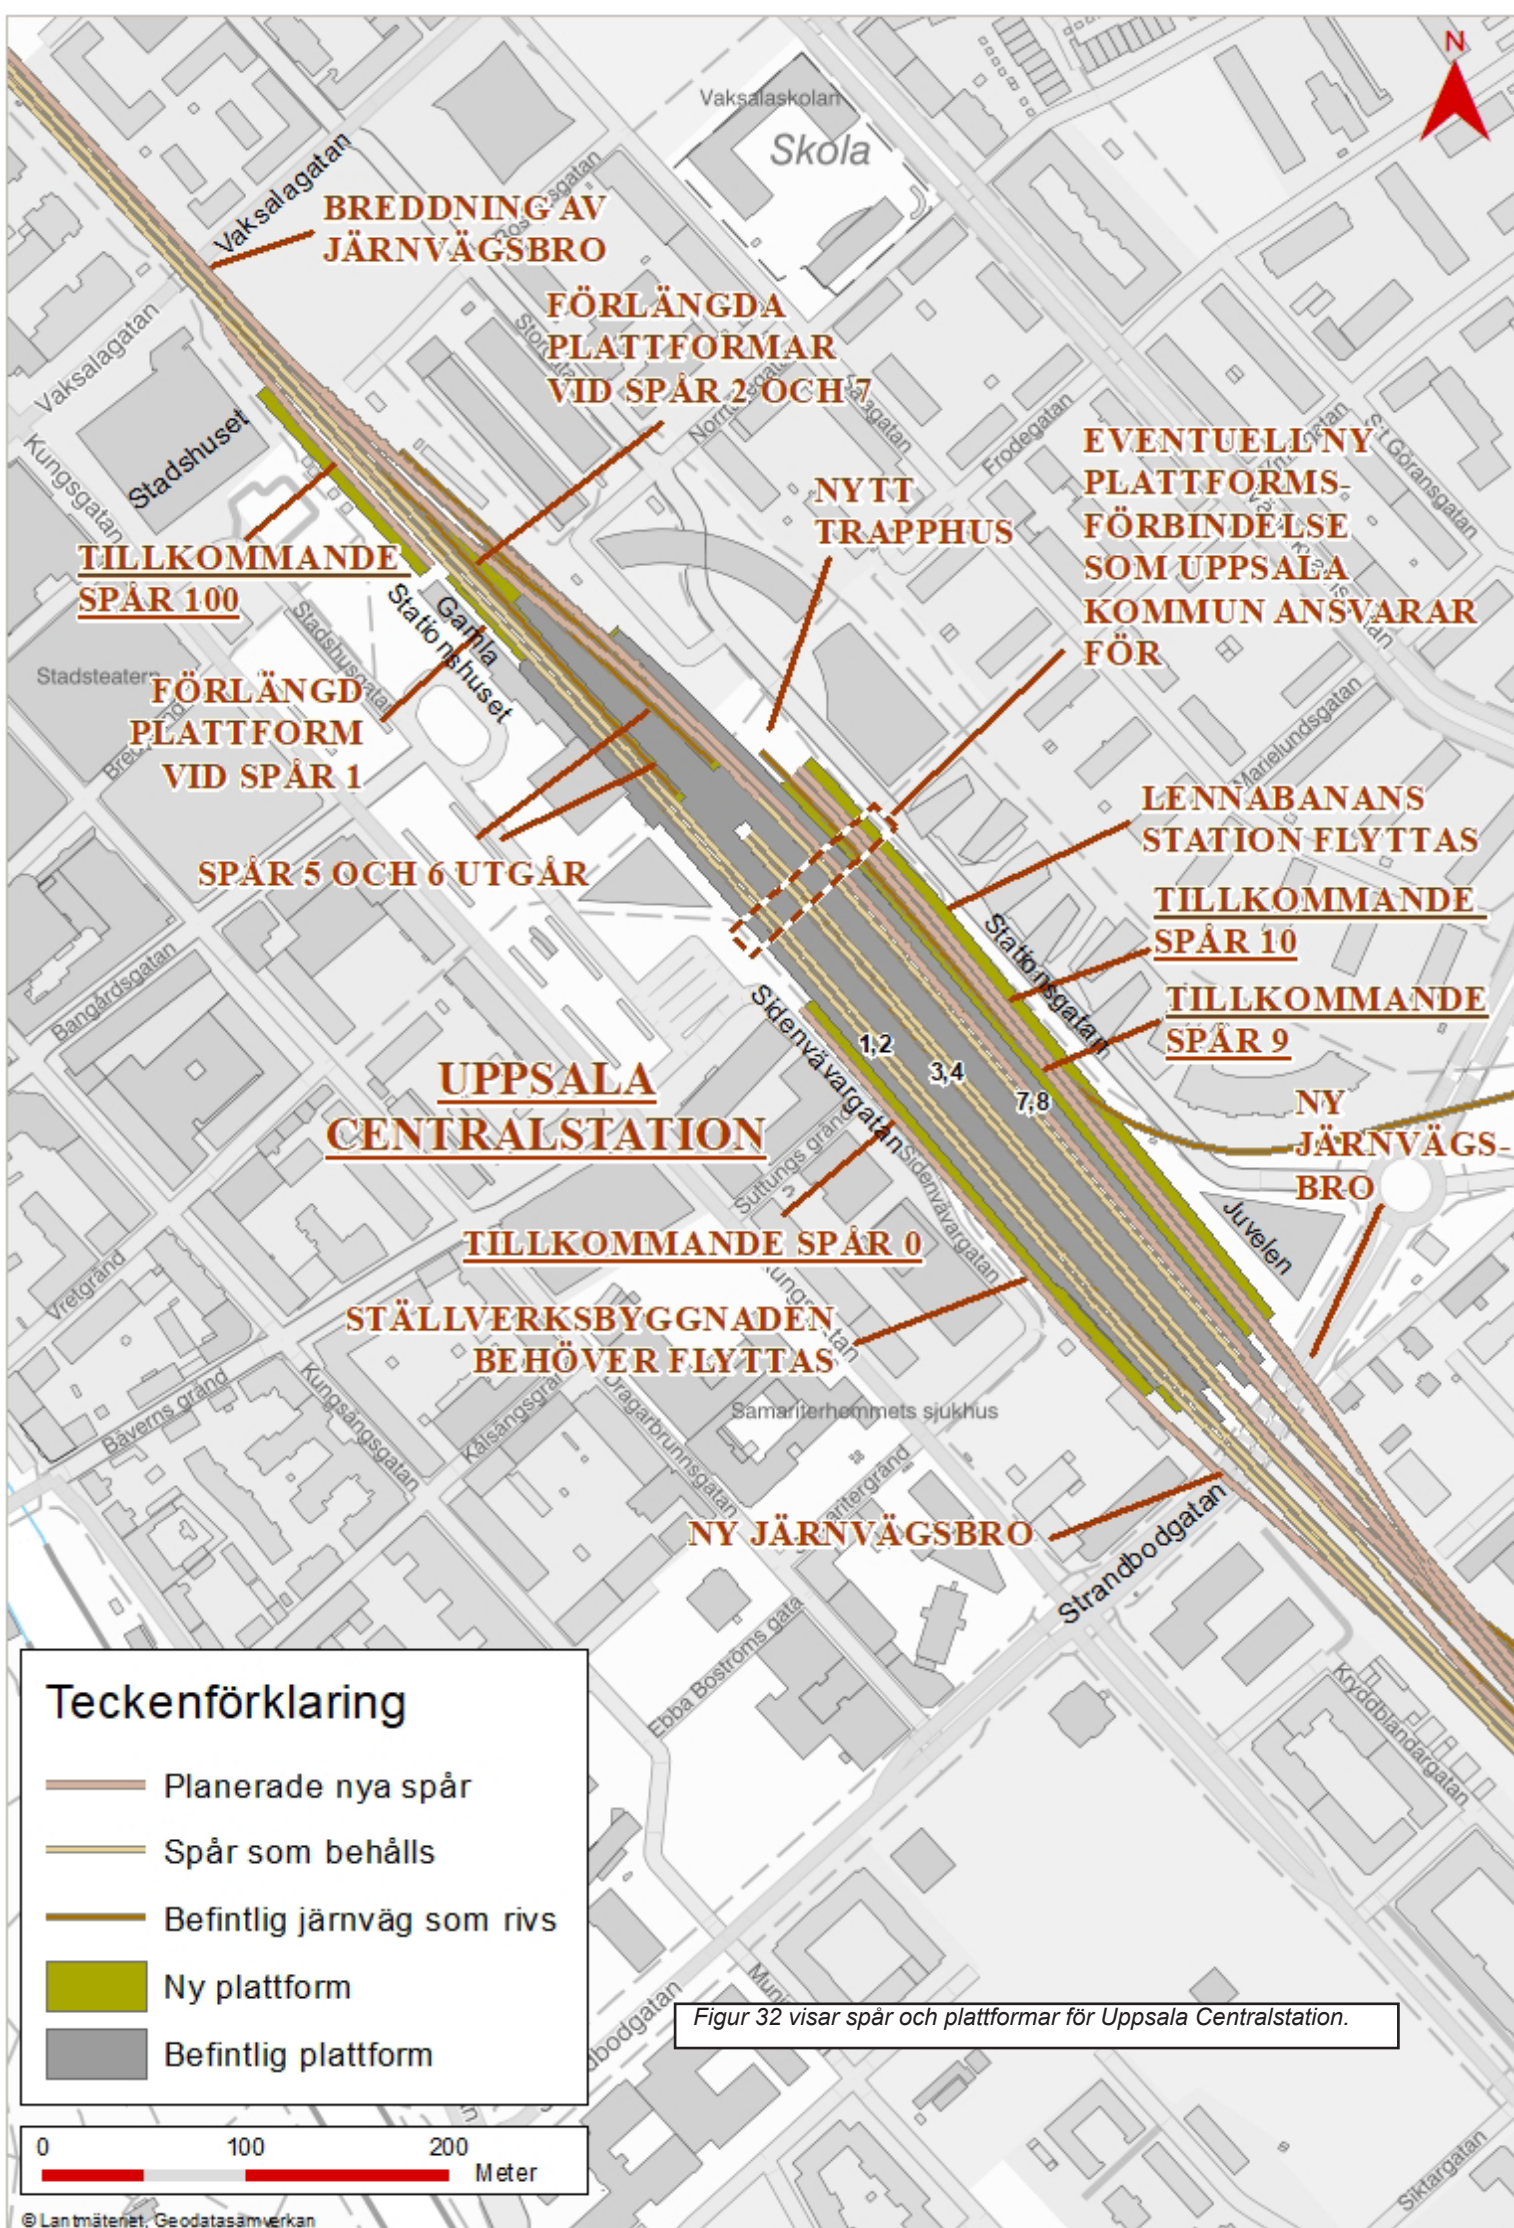 N
Vaksalaskolan
Skola
Vaksalagatan
BREDDNING AV
JÄRNVÄGSBRO
FÖRLÄNGDA
PLATTFORMAR
VID SPÅR 2 OCH 7
Salagatan
Frodegatan
S:t Göransgatan
Vaksalagatan
Kungsgatan
Stadshuset
NYTT
TRAPPHUS
EVENTUELL NY
PLATTFORMS-
FÖRBINDELSE
SOM UPPSALA
KOMMUN ANSVARAR
FÖR
TILLKOMMANDE
SPÅR 100
Gamla
Stationshuset
Stadshusgatan
Stadsteatern
FÖRLÄNGD
PLATTFORM
VID SPÅR 1
Marielundsgatan
SPÅR 5 OCH 6 UTGÅR
LENNABANANS
STATION FLYTTAS
TILLKOMMANDE
SPÅR 10
Stationsgatan
TILLKOMMANDE
SPÅR 9
Bangårdsgatan
Sidenvävargatan
1,2
3,4
7,8
UPPSALA
CENTRALSTATION
NY
JÄRNVÄGS-
BRO
Suttungs gränd
Sidenvävargatan
Juvelen
TILLKOMMANDE SPÅR 0
Vretgränd
STÄLLVERKSBYGGNADEN
BEHÖVER FLYTTAS
Bäverns gränd
Kungsängsgatan
Dragarbrunnsgatan
Samariterhemmets sjukhus
NY JÄRNVÄGSBRO
Strandbodgatan
Ebba Boströms gata
Kryddblandargatan
Teckenförklaring
Planerade nya spår
Spår som behålls
Befintlig järnväg som rivs
Ny plattform
Befintlig plattform
Figur 32 visar spår och plattformar för Uppsala Centralstation.
0 100 200
Meter
Siktargatan
© Lantmäteriet, Geodatasamverkan